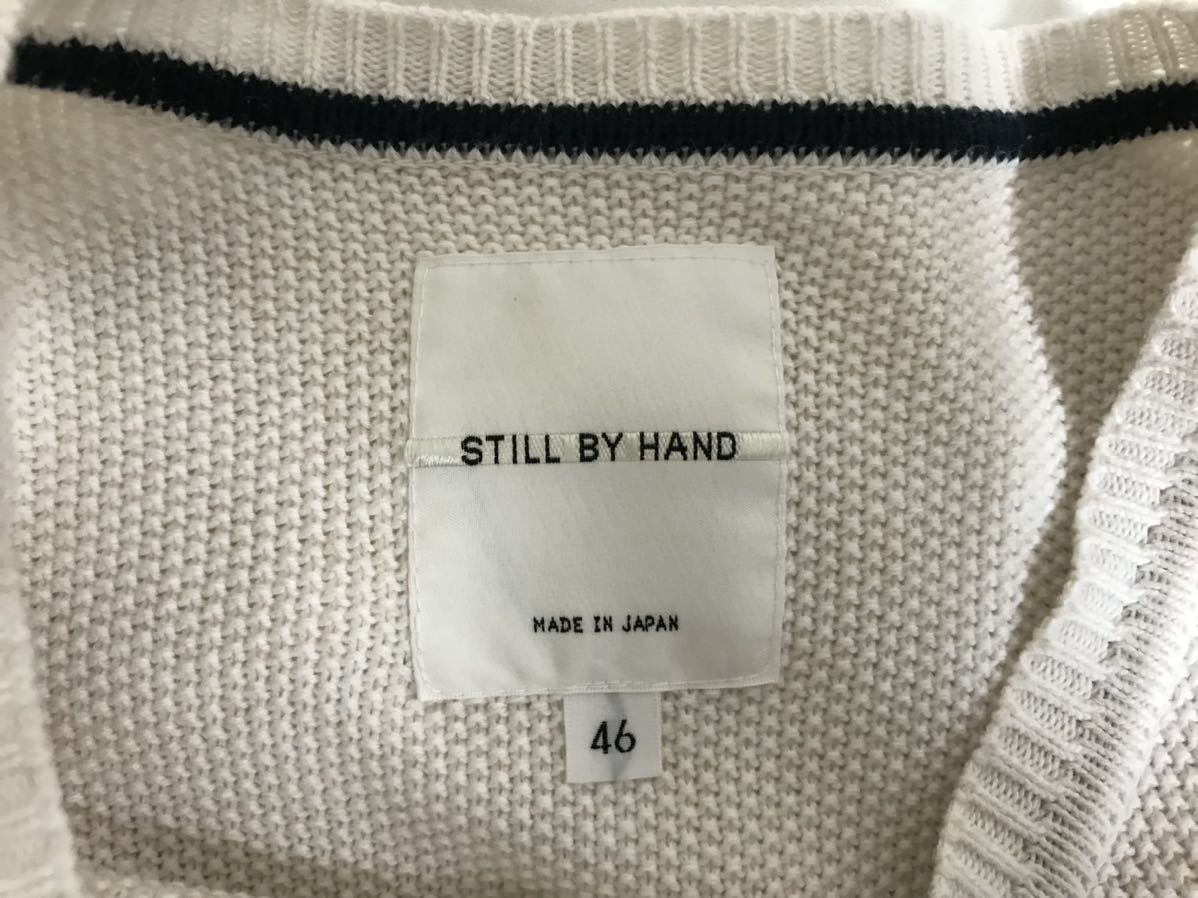 STILL BY HAND
MADE IN JAPAN
46